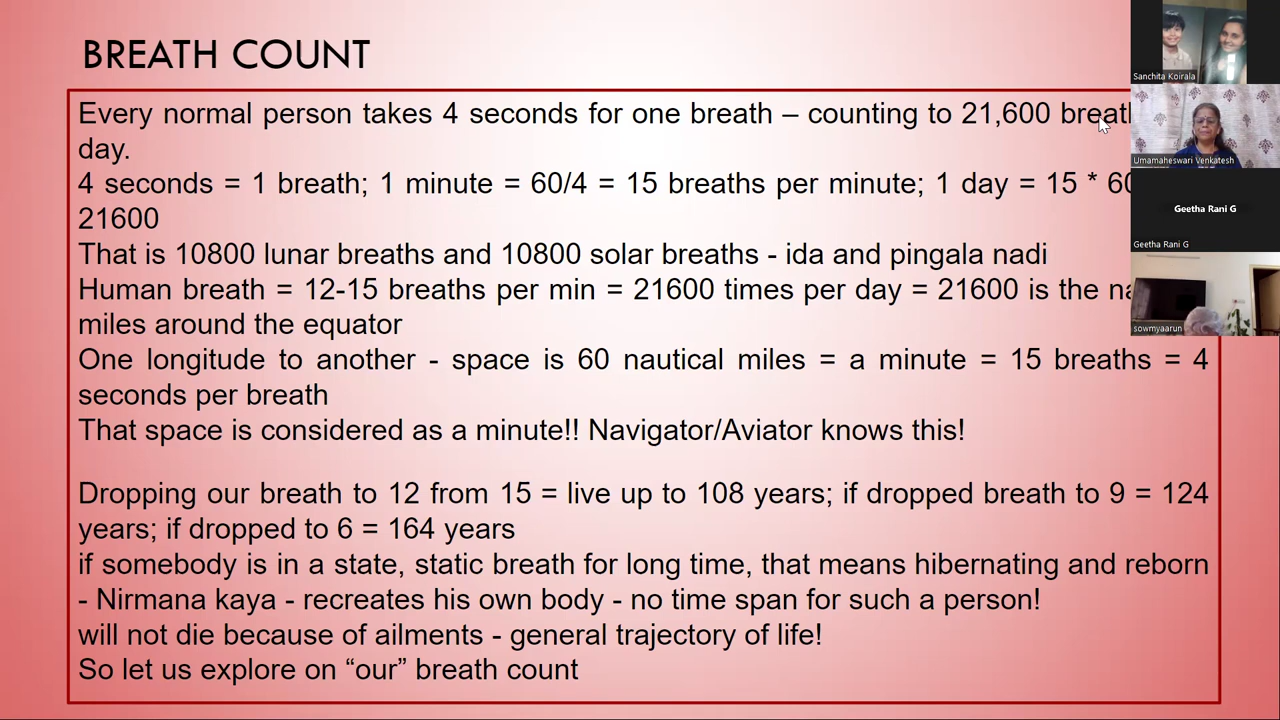 BREATH COUNT
Every normal person takes 4 seconds for one breath – counting to 21,600
day.
4 seconds = 1 breath; 1 minute = 60/4 = 15 breaths per minute; 1 day = 15 *
21600
That is 10800 lunar breaths and 10800 solar breaths - ida and pingala nadi
Human breath = 12-15 breaths per min = 21600 times per day = 21600 is the
miles around the equator
One longitude to another - space is 60 nautical miles = a minute = 15 breaths = 4
seconds per breath
That space is considered as a minute!! Navigator/Aviator knows this!
Dropping our breath to 12 from 15 = live up to 108 years; if dropped breath to 9 = 124
years; if dropped to 6 = 164 years
if somebody is in a state, static breath for long time, that means hibernating and reborn
- Nirmana kaya - recreates his own body - no time span for such a person!
will not die because of ailments - general trajectory of life!
So let us explore on “our” breath count
Sanchita Koirala
Umamaheswari Venkatesh
Geetha Rani G
Geetha Rani G
sowmyaarun